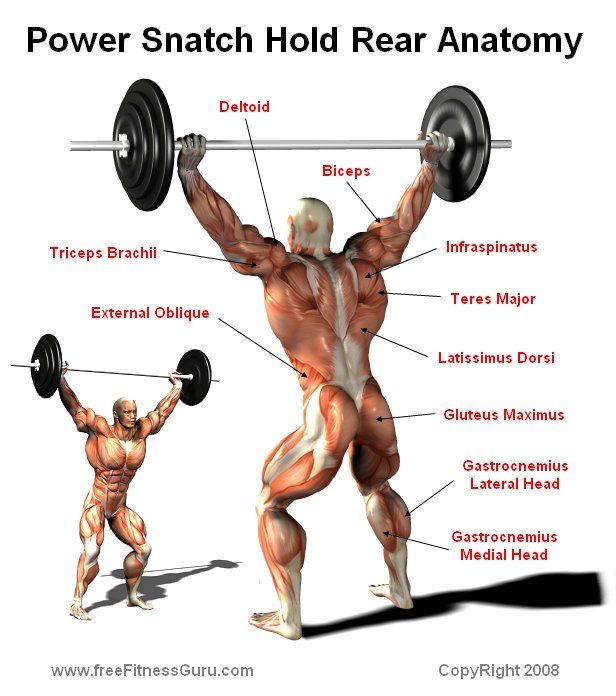 Power Snatch Hold Rear Anatomy
Deltoid
Biceps
Triceps Brachii
Infraspinatus
Teres Major
External Oblique
Latissimus Dorsi
Gluteus Maximus
Gastrocnemius
Lateral Head
Gastrocnemius
Medial Head
www.freeFitnessGuru.com
CopyRight 2008